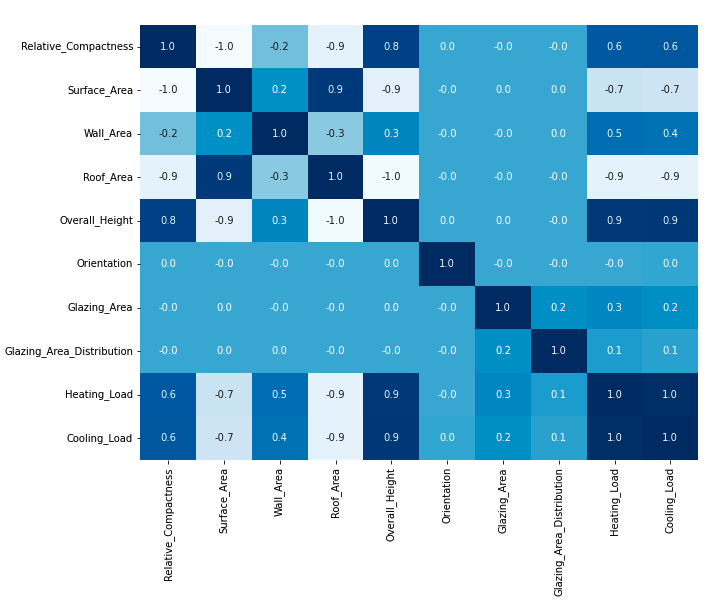 Relative_Compactness 1.0 -1.0 -0.2 -0.9 0.8 0.0 -0.0 -0.0 0.6 0.6
Surface_Area -1.0 1.0 0.2 0.9 -0.9 -0.0 0.0 0.0 -0.7 -0.7
Wall_Area -0.2 0.2 1.0 -0.3 0.3 -0.0 -0.0 0.0 0.5 0.4
Roof_Area -0.9 0.9 -0.3 1.0 -1.0 -0.0 -0.0 -0.0 -0.9 -0.9
Overall_Height 0.8 -0.9 0.3 -1.0 1.0 0.0 0.0 -0.0 0.9 0.9
Orientation 0.0 -0.0 -0.0 -0.0 0.0 1.0 -0.0 -0.0 -0.0 0.0
Glazing_Area -0.0 0.0 -0.0 -0.0 0.0 -0.0 1.0 0.2 0.3 0.2
Glazing_Area_Distribution -0.0 0.0 0.0 -0.0 -0.0 -0.0 0.2 1.0 0.1 0.1
Heating_Load 0.6 -0.7 0.5 -0.9 0.9 -0.0 0.3 0.1 1.0 1.0
Cooling_Load 0.6 -0.7 0.4 -0.9 0.9 0.0 0.2 0.1 1.0 1.0
Relative_Compactness
Surface_Area
Wall_Area
Roof_Area
Overall_Height
Orientation
Glazing_Area
Glazing_Area_Distribution
Heating_Load
Cooling_Load